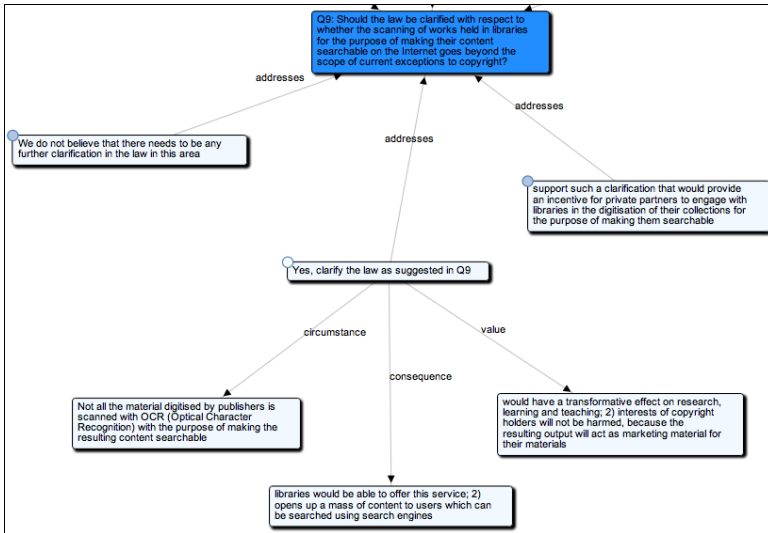 Q9: Should the law be clarified with respect to
whether the scanning of works held in libraries
for the purpose of making their content
searchable on the Internet goes beyond the
scope of current exceptions to copyright?
addresses
addresses
addresses
We do not believe that there needs to be any
further clarification in the law in this area
support such a clarification that would provide
an incentive for private partners to engage with
libraries in the digitisation of their collections for
the purpose of making them searchable
Yes, clarify the law as suggested in Q9
circumstance
value
consequence
Not all the material digitised by publishers is
scanned with OCR (Optical Character
Recognition) with the purpose of making the
resulting content searchable
would have a transformative effect on research,
learning and teaching; 2) interests of copyright
holders will not be harmed, because the
resulting output will act as marketing material for
their materials
libraries would be able to offer this service; 2)
opens up a mass of content to users which can
be searched using search engines